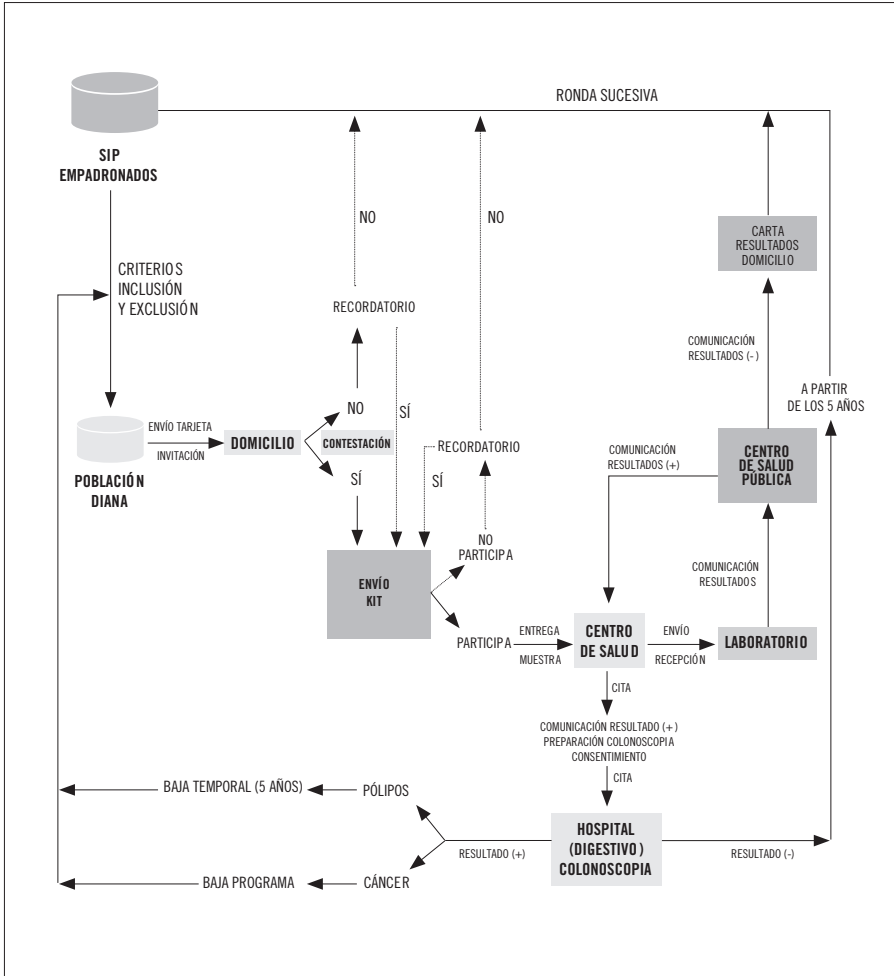 RONDA SUCESIVA
SIP
EMPADRONADOS
NO
NO
CARTA
RESULTADOS
DOMICILIO
CRITERIOS
INCLUSIÓN
Y EXCLUSIÓN
RECORDATORIO
COMUNICACIÓN
RESULTADOS (-)
A PARTIR
DE LOS 5 AÑOS
ENVÍO TARJETA
INVITACIÓN
DOMICILIO
NO
CONTESTACIÓN
SÍ
SÍ
RECORDATORIO
SÍ
COMUNICACIÓN
RESULTADOS (+)
CENTRO
DE SALUD
PÚBLICA
POBLACIÓN
DIANA
NO
PARTICIPA
ENVÍO
KIT
COMUNICACIÓN
RESULTADOS
PARTICIPA
ENTREGA
MUESTRA
CENTRO
DE SALUD
ENVÍO
RECEPCIÓN
LABORATORIO
CITA
COMUNICACIÓN RESULTADO (+)
PREPARACIÓN COLONOSCOPIA
CONSENTIMIENTO
CITA
BAJA TEMPORAL (5 AÑOS)
PÓLIPOS
HOSPITAL
(DIGESTIVO)
COLONOSCOPIA
RESULTADO (+)
RESULTADO (-)
BAJA PROGRAMA
CÁNCER